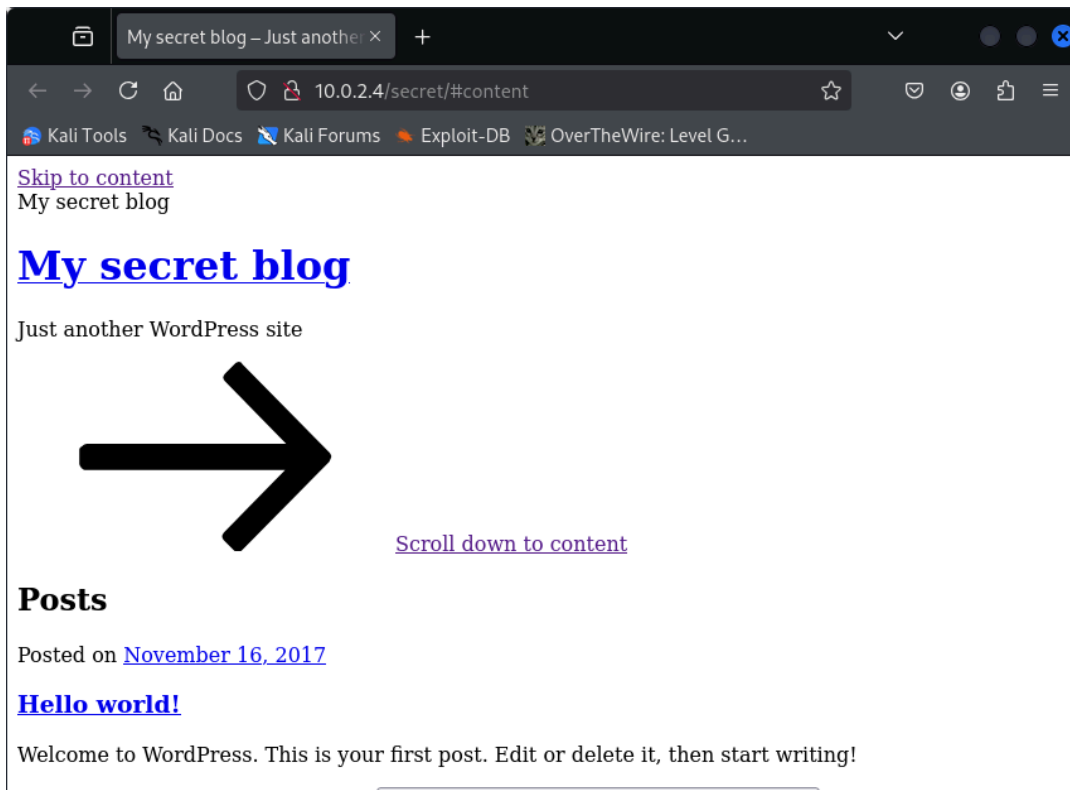 My secret blog – Just another
10.0.2.4/secret/#content
Kali Tools Kali Docs Kali Forums Exploit-DB OverTheWire: Level G…
Skip to content
My secret blog
My secret blog
Just another WordPress site
Scroll down to content
Posts
Posted on November 16, 2017
Hello world!
Welcome to WordPress. This is your first post. Edit or delete it, then start writing!